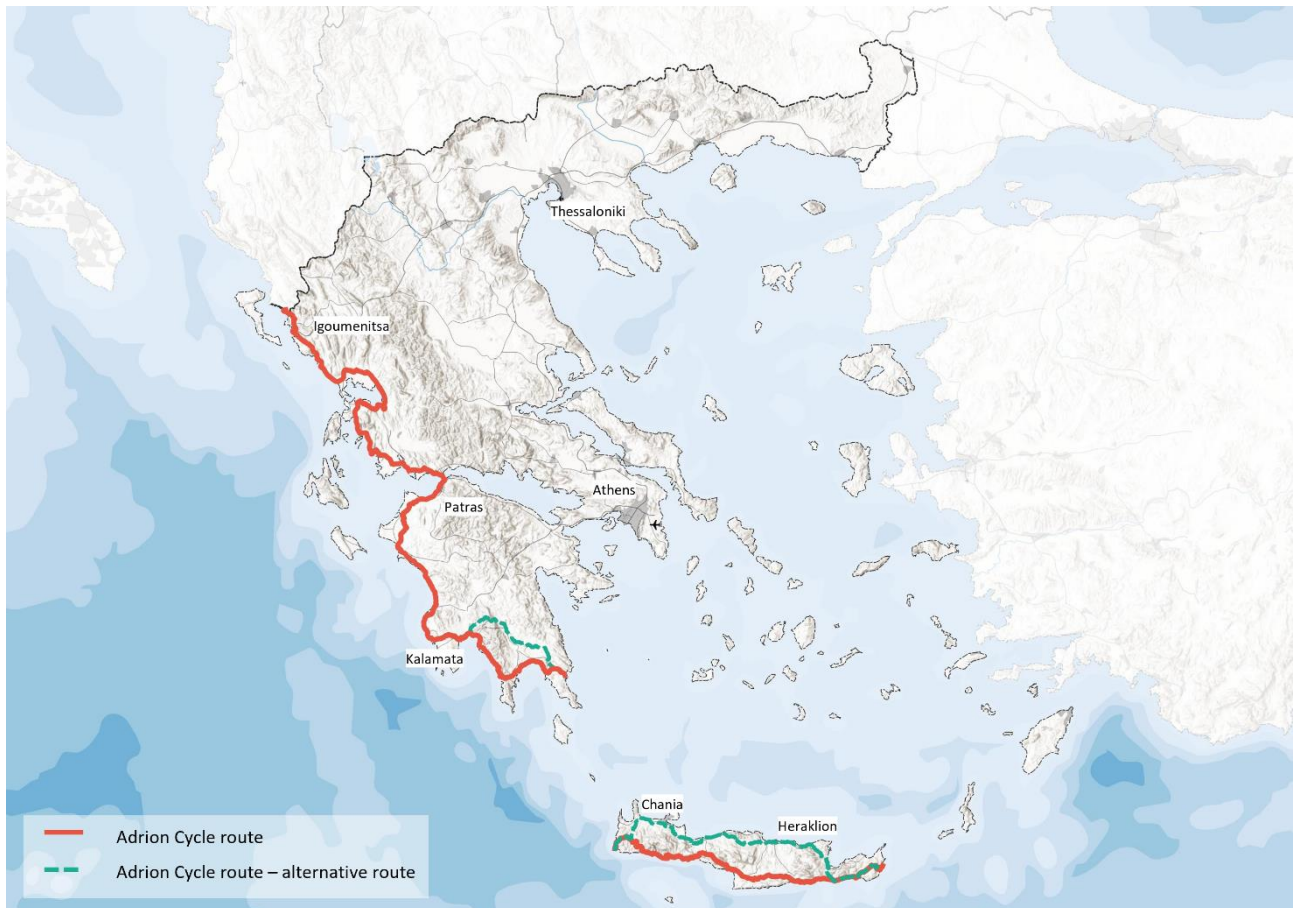 Thessaloniki
Igoumenitsa
Athens
Patras
Kalamata
Chania
Heraklion
Adrion Cycle route
Adrion Cycle route – alternative route